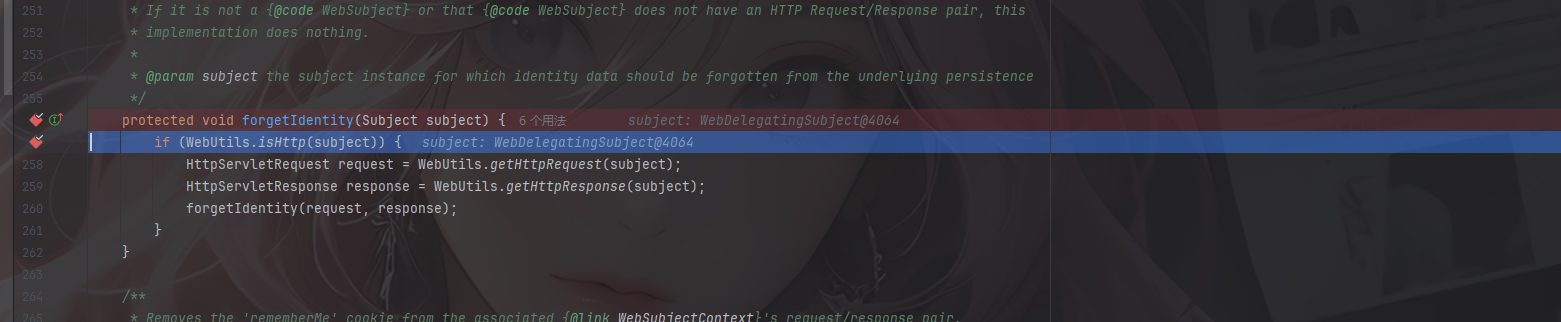 251 * If it is not a {@code WebSubject} or that {@code WebSubject} does not have an HTTP Request/Response pair, this
252 * implementation does nothing.
253 *
254 * @param subject the subject instance for which identity data should be forgotten from the underlying persistence
255 */
protected void forgetIdentity(Subject subject) { 6 个用法 subject: WebDelegatingSubject@4064
if (WebUtils.isHttp(subject)) { subject: WebDelegatingSubject@4064
258 HttpServletRequest request = WebUtils.getHttpRequest(subject);
259 HttpServletResponse response = WebUtils.getHttpResponse(subject);
260 forgetIdentity(request, response);
261 }
262 }
263
264 /**
265 * Removes the 'rememberMe' cookie from the associated {@link WebSubjectContext}'s request/response pair.